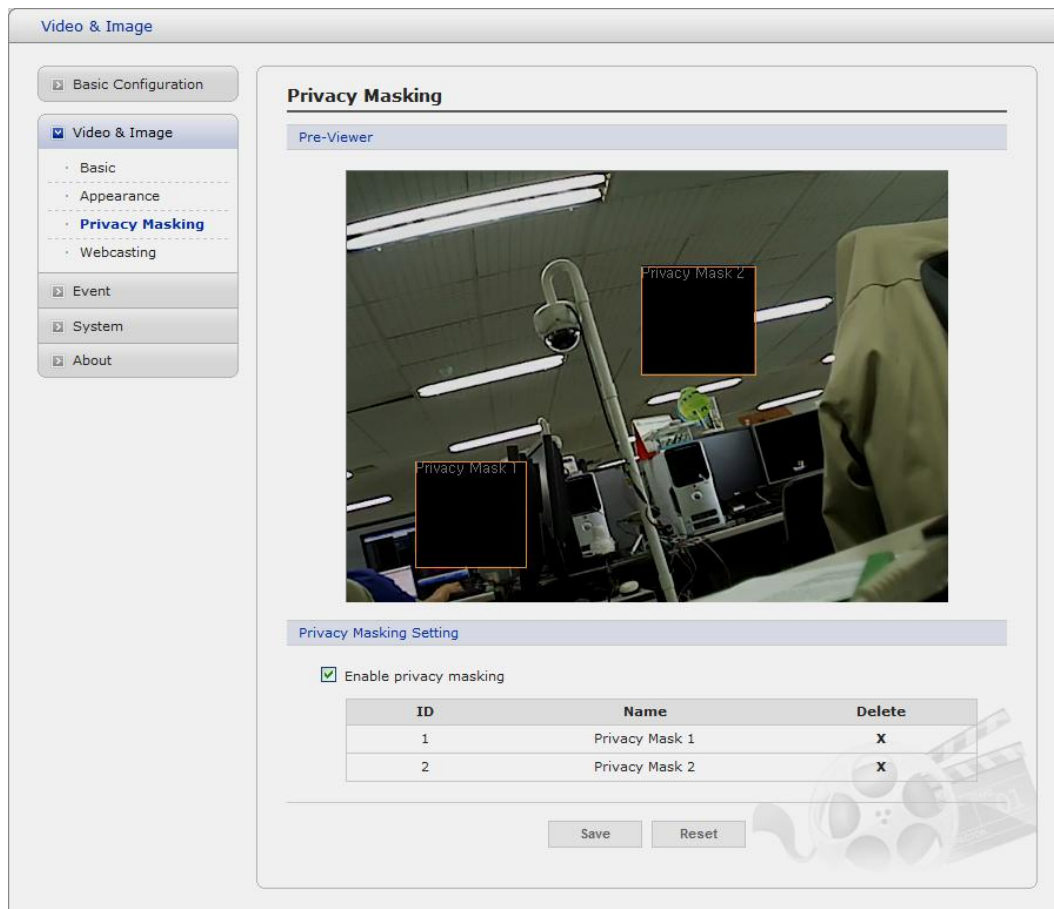 Video & Image
Basic Configuration
Video & Image
Basic
Appearance
Privacy Masking
Webcasting
Event
System
About
Privacy Masking
Pre-Viewer
Privacy Mask 2
Privacy Mask 1
Privacy Masking Setting
Enable privacy masking
ID Name Delete
1 Privacy Mask 1 X
2 Privacy Mask 2 X
01
Save Reset